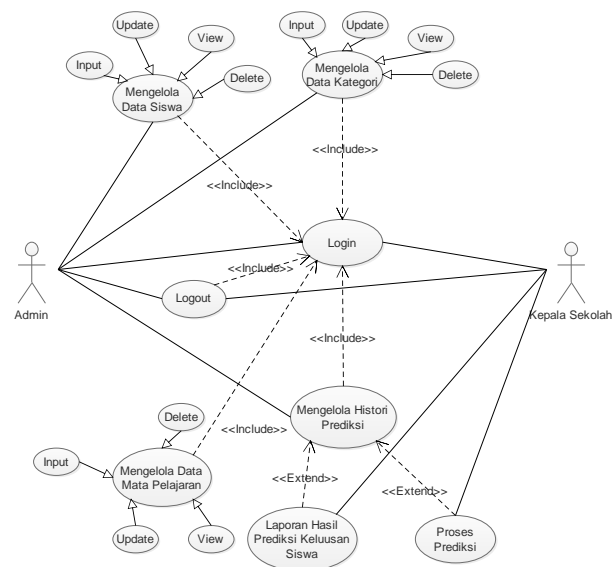 Update
Input
View
Delete
Mengelola
Data Siswa
Input
Update
View
Delete
Mengelola
Data Kategori
<<Include>>
<<Include>>
Login
<<Include>>
Logout
Admin
Kepala Sekolah
<<Include>>
Mengelola Histori
Prediksi
<<Include>>
Delete
Input
Mengelola Data
Mata Pelajaran
Update
View
<<Extend>>
<<Extend>>
Laporan Hasil
Prediksi Keluusan
Siswa
Proses
Prediksi